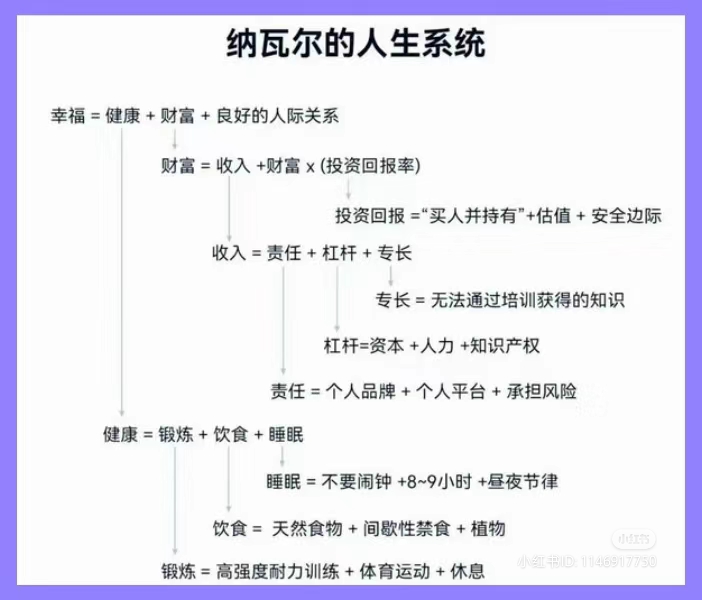 纳瓦尔的人生系统
幸福 = 健康 + 财富 + 良好的人际关系
财富 = 收入 +财富 x (投资回报率)
投资回报 =“买人并持有”+估值 + 安全边际
收入 = 责任 + 杠杆 + 专长
专长 = 无法通过培训获得的知识
杠杆=资本 +人力 +知识产权
责任 = 个人品牌 + 个人平台 + 承担风险
健康 = 锻炼 + 饮食 + 睡眠
睡眠 = 不要闹钟 +8~9小时 +昼夜节律
饮食 = 天然食物 + 间歇性禁食 + 植物
小红书
小红书ID: 1146917750
锻炼 = 高强度耐力训练 + 体育运动 + 休息